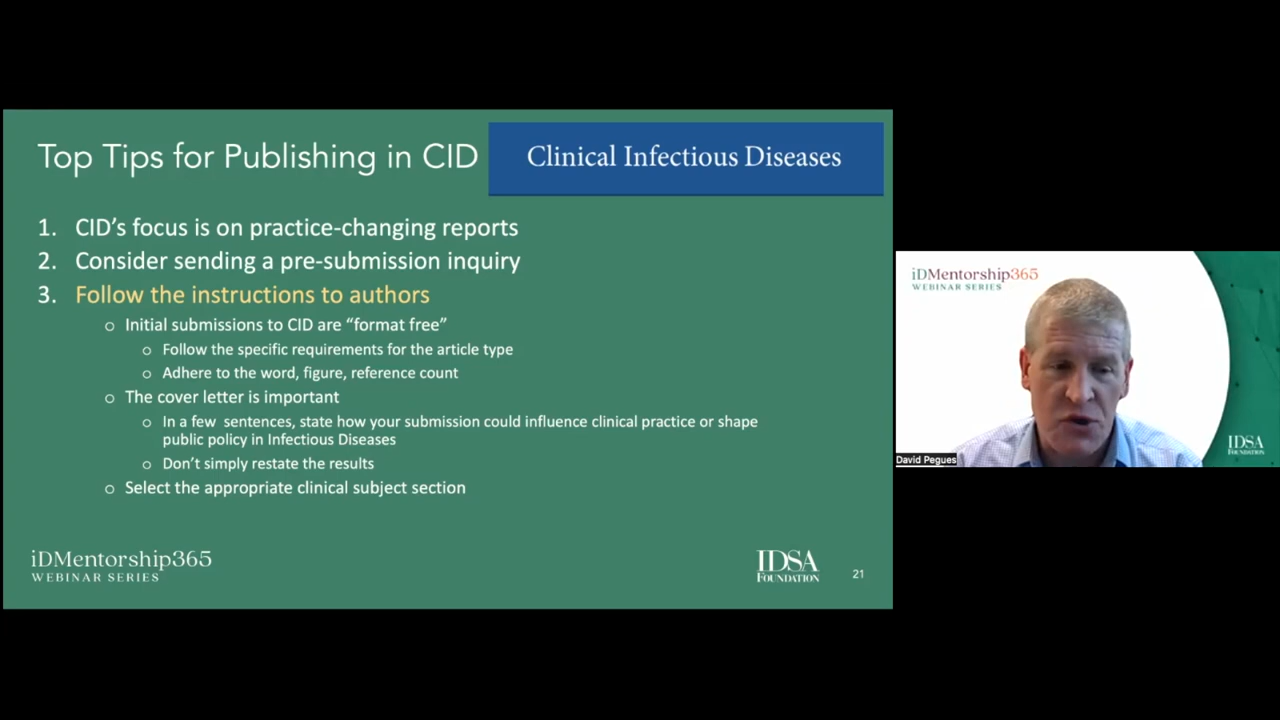 Top Tips for Publishing in CID
Clinical Infectious Diseases
1. CID's focus is on practice-changing reports
2. Consider sending a pre-submission inquiry
3. Follow the instructions to authors
o Initial submissions to CID are “format free”
o Follow the specific requirements for the article type
o Adhere to the word, figure, reference count
o The cover letter is important
o In a few sentences, state how your submission could influence clinical practice or shape
public policy in Infectious Diseases
o Don't simply restate the results
o Select the appropriate clinical subject section
iDMentorship365
WEBINAR SERIES
IDSA
FOUNDATION
21
iDMentorship365
WEBINAR SERIES
IDSA
FOUNDATION
David Pegues